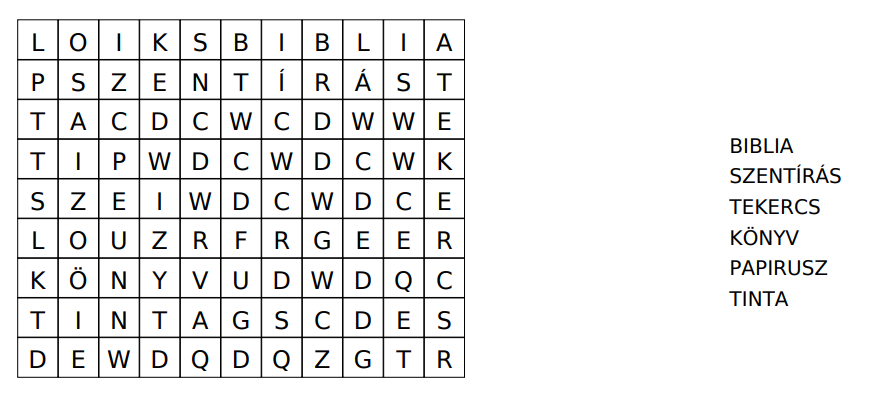 L O I K S B I B L I A
P S Z E N T Í R Á S T
T A C D C W C D W W E
T I P W D C W D C W K
S Z E I W D C W D C E
L O U Z R F R G E E R
K Ö N Y V U D W D Q C
T I N T A G S C D E S
D E W D Q D Q Z G T R
BIBLIA
SZENTÍRÁS
TEKERCS
KÖNYV
PAPIRUSZ
TINTA